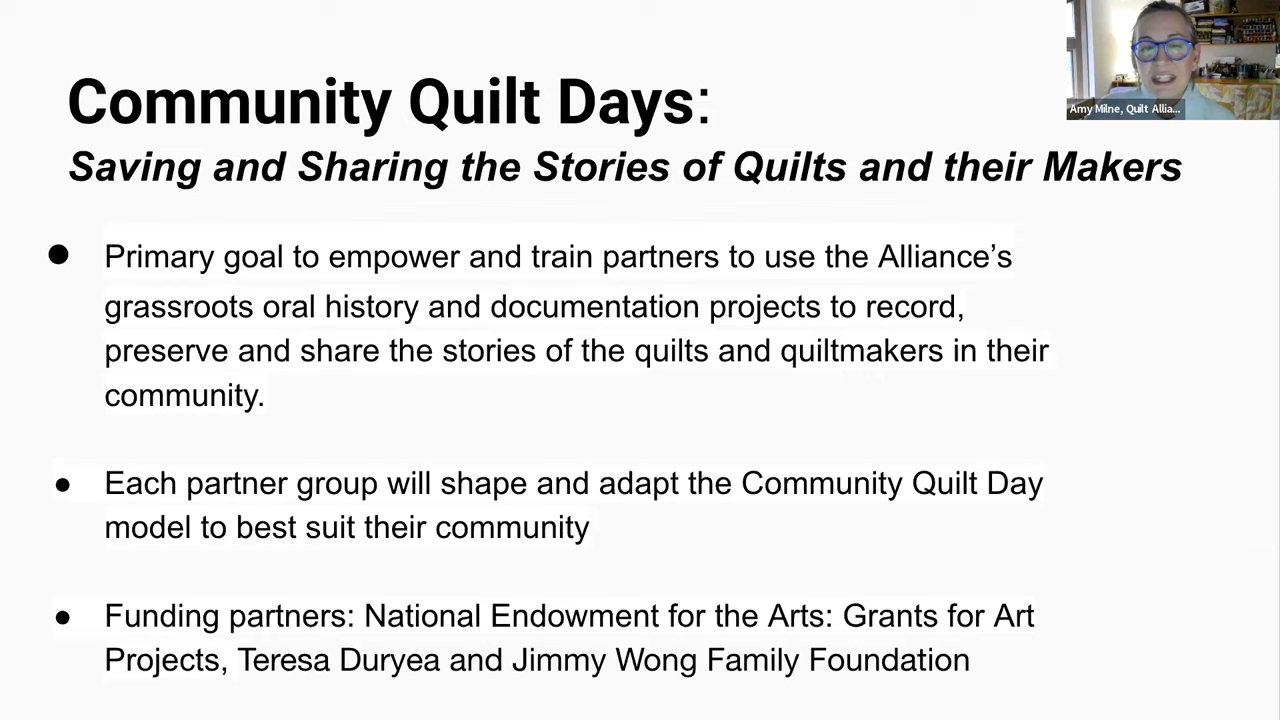 Community Quilt Days:
Saving and Sharing the Stories of Quilts and their Makers
● Primary goal to empower and train partners to use the Alliance’s
grassroots oral history and documentation projects to record,
preserve and share the stories of the quilts and quiltmakers in their
community.
● Each partner group will shape and adapt the Community Quilt Day
model to best suit their community
● Funding partners: National Endowment for the Arts: Grants for Art
Projects, Teresa Duryea and Jimmy Wong Family Foundation
Amy Milne, Quilt Allia...